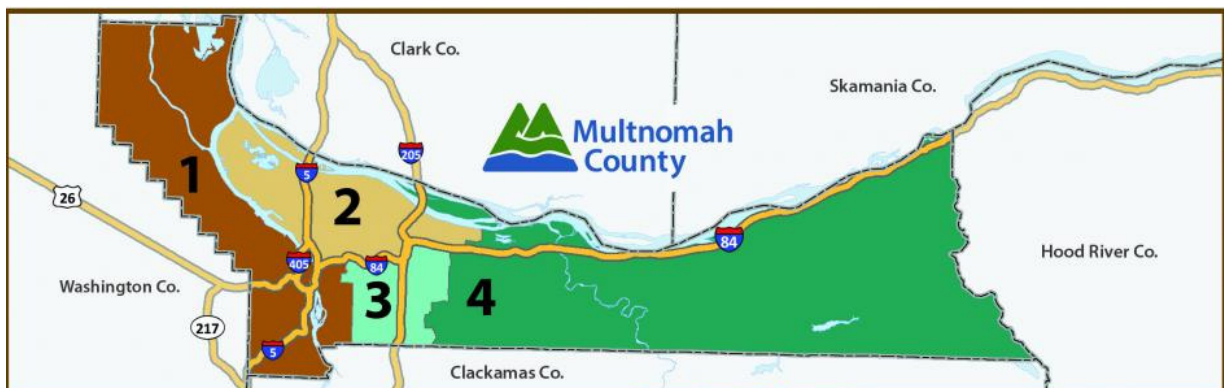 Clark Co.
Skamania Co.
Multnomah
County
205
1
5
26
2
84
405
84
Hood River Co.
Washington Co.
3
4
217
5
Clackamas Co.